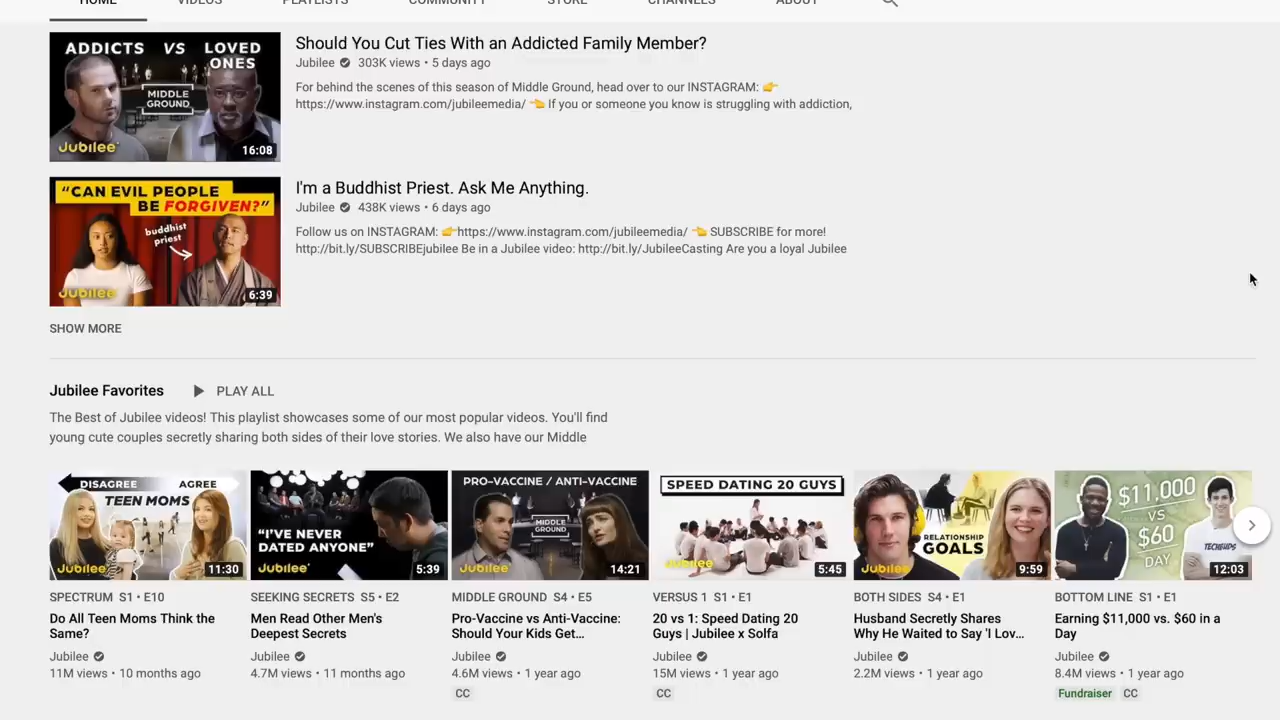 HOME VIDEOS PLAYLISTS COMMUNITY STORE CHANNELS ABOUT
ADDICTS VS LOVED
ONES
MIDDLE
GROUND
Jubilee
16:08
Should You Cut Ties With an Addicted Family Member?
Jubilee 303K views • 5 days ago
For behind the scenes of this season of Middle Ground, head over to our INSTAGRAM: 👉
https://www.instagram.com/jubileemedia/ 👈 If you or someone you know is struggling with addiction,
"CAN EVIL PEOPLE
BE FORGIVEN?"
buddhist
priest
Jubilee
6:39
I'm a Buddhist Priest. Ask Me Anything.
Jubilee 438K views • 6 days ago
Follow us on INSTAGRAM: 👉https://www.instagram.com/jubileemedia/ 👈 SUBSCRIBE for more!
http://bit.ly/SUBSCRIBEjubilee Be in a Jubilee video: http://bit.ly/JubileeCasting Are you a loyal Jubilee
SHOW MORE
Jubilee Favorites PLAY ALL
The Best of Jubilee videos! This playlist showcases some of our most popular videos. You'll find
young cute couples secretly sharing both sides of their love stories. We also have our Middle
DISAGREE AGREE
TEEN MOMS
Jubilee
11:30
SPECTRUM S1 • E10
Do All Teen Moms Think the
Same?
Jubilee
11M views • 10 months ago
"I'VE NEVER
DATED ANYONE"
Jubilee
5:39
SEEKING SECRETS S5 • E2
Men Read Other Men's
Deepest Secrets
Jubilee
4.7M views • 11 months ago
PRO-VACCINE / ANTI-VACCINE
MIDDLE
GROUND
Jubilee
14:21
MIDDLE GROUND S4 • E5
Pro-Vaccine vs Anti-Vaccine:
Should Your Kids Get...
Jubilee
4.6M views • 1 year ago
CC
SPEED DATING 20 GUYS
Jubilee
5:45
VERSUS 1 S1 • E1
20 vs 1: Speed Dating 20
Guys | Jubilee x Solfa
Jubilee
15M views • 1 year ago
CC
RELATIONSHIP
GOALS
Jubilee
9:59
BOTH SIDES S4 • E1
Husband Secretly Shares
Why He Waited to Say 'I Lov...
Jubilee
2.2M views • 1 year ago
$11,000
VS
$60
DAY
TECHLIDS
Jubilee
12:03
BOTTOM LINE S1 • E1
Earning $11,000 vs. $60 in a
Day
Jubilee
8.4M views • 1 year ago
Fundraiser CC